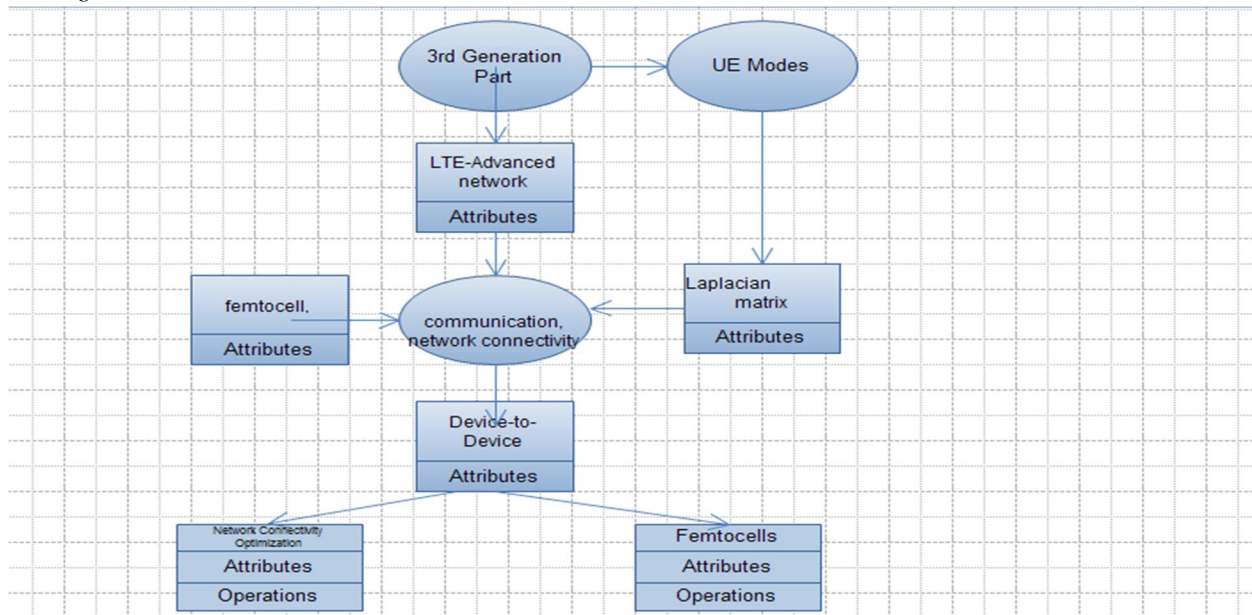 3rd Generation
Part
UE Modes
LTE-Advanced
network
Attributes
femtocell,
Attributes
communication,
network connectivity
Laplacian
matrix
Attributes
Device-to-
Device
Attributes
Network Connectivity
Optimization
Attributes
Operations
Femtocells
Attributes
Operations